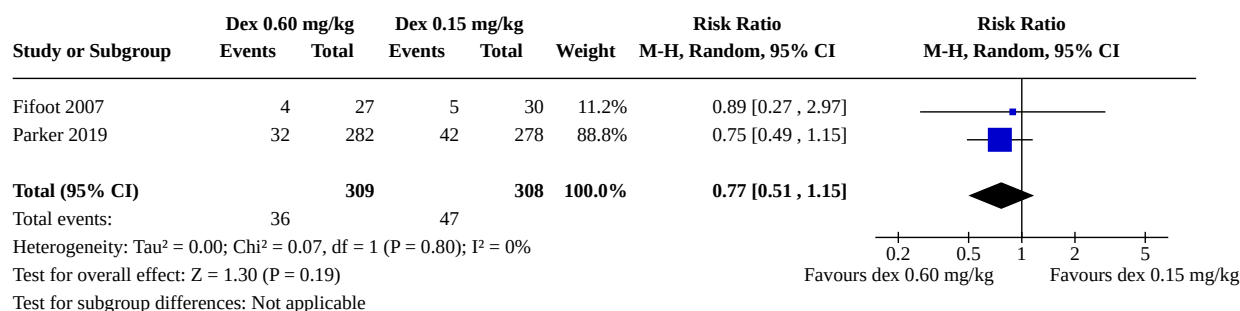 Dex 0.60 mg/kg Dex 0.15 mg/kg Risk Ratio Risk Ratio
Study or Subgroup Events Total Events Total Weight M-H, Random, 95% CI M-H, Random, 95% CI
Fifoot 2007 4 27 5 30 11.2% 0.89 [0.27 , 2.97]
Parker 2019 32 282 42 278 88.8% 0.75 [0.49 , 1.15]
Total (95% CI) 309 308 100.0% 0.77 [0.51 , 1.15]
Total events: 36 47
Heterogeneity: Tau² = 0.00; Chi² = 0.07, df = 1 (P = 0.80); I² = 0% 0.2 0.5 1 2 5
Test for overall effect: Z = 1.30 (P = 0.19) Favours dex 0.60 mg/kg Favours dex 0.15 mg/kg
Test for subgroup differences: Not applicable